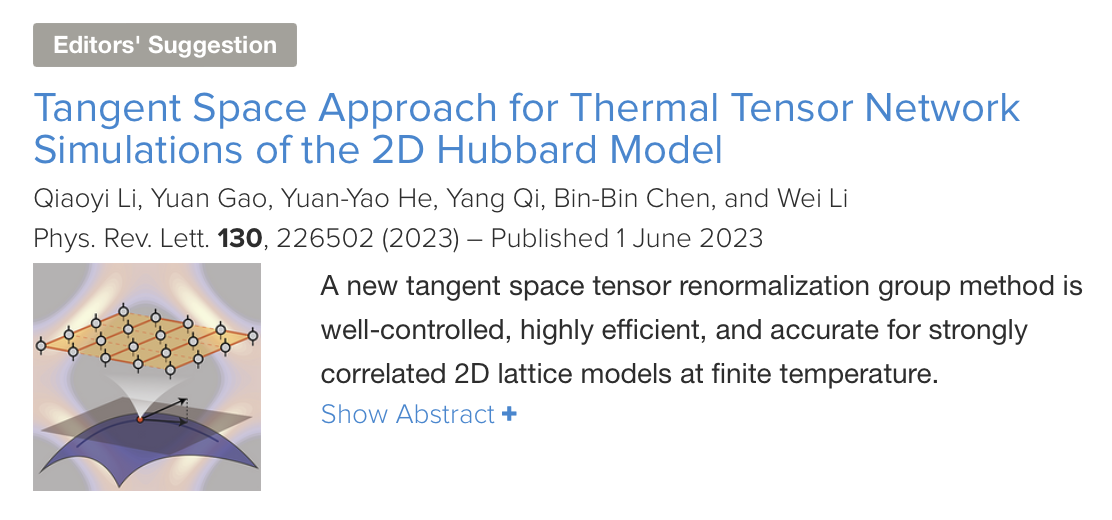 Editors' Suggestion
Tangent Space Approach for Thermal Tensor Network
Simulations of the 2D Hubbard Model
Qiaoyi Li, Yuan Gao, Yuan-Yao He, Yang Qi, Bin-Bin Chen, and Wei Li
Phys. Rev. Lett. 130, 226502 (2023) – Published 1 June 2023
A new tangent space tensor renormalization group method is
well-controlled, highly efficient, and accurate for strongly
correlated 2D lattice models at finite temperature.
Show Abstract +